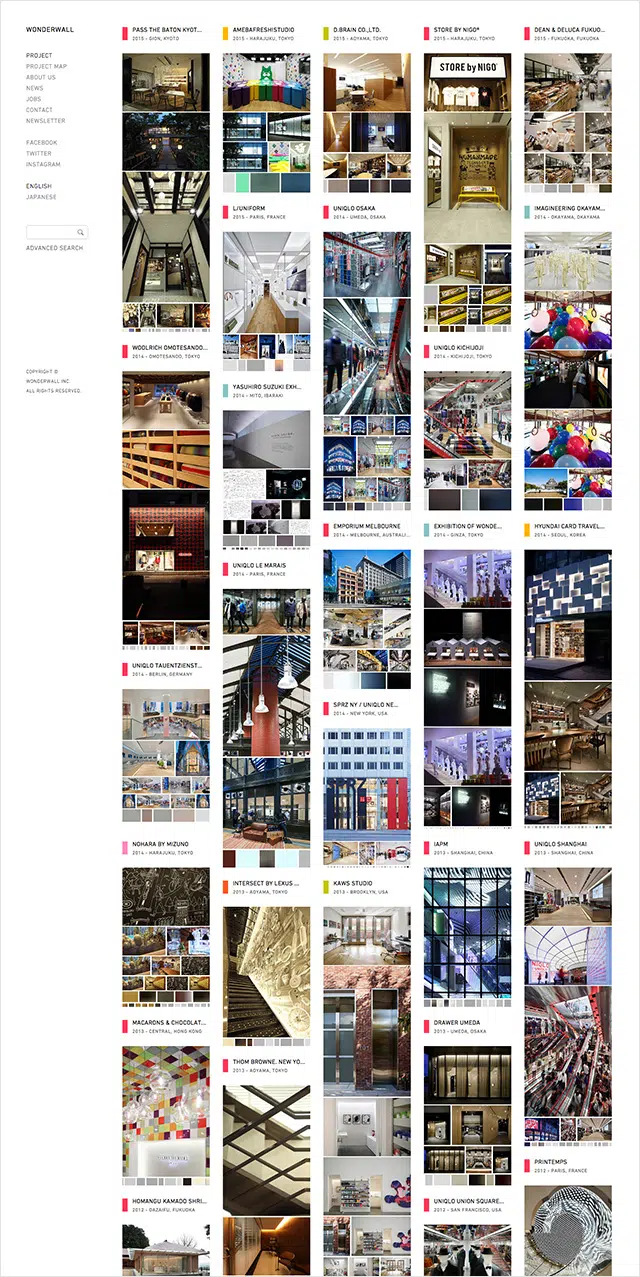 WONDERWALL
PROJECT
PROJECT MAP
ABOUT US
NEWS
JOBS
CONTACT
NEWSLETTER
FACEBOOK
TWITTER
INSTAGRAM
ENGLISH
JAPANESE
ADVANCED SEARCH
COPYRIGHT ©
WONDERWALL INC.
ALL RIGHTS RESERVED.
PASS THE BATON KYOT...
2015 - GION, KYOTO
WOOLRICH OMOTESANDO...
2014 - OMOTESANDO, TOKYO
UNIQLO TAUENTZIENST...
2014 - BERLIN, GERMANY
NOHARA BY MIZUNO
2014 - HARAJUKU, TOKYO
MACARONS & CHOCOLAT...
2013 - CENTRAL, HONG KONG
HOMANGU KAMADO SHRI...
2012 - DAZAIFU, FUKUOKA
AMEBAFRESHISTUDIO
2015 - HARAJUKU, TOKYO
L/UNIFORM
2015 - PARIS, FRANCE
YASUHIRO SUZUKI EXH...
2014 - MITO, IBARAKI
UNIQLO LE MARAIS
2014 - PARIS, FRANCE
INTERSECT BY LEXUS ...
2013 - AOYAMA, TOKYO
THOM BROWNE. NEW YO...
2013 - AOYAMA, TOKYO
D.BRAIN CO.,LTD.
2015 - AOYAMA, TOKYO
UNIQLO OSAKA
2014 - UMEDA, OSAKA
EMPORIUM MELBOURNE
2014 - MELBOURNE, AUSTRALI...
SPRZ NY / UNIQLO NE...
2014 - NEW YORK, USA
KAWS STUDIO
2013 - BROOKLYN, USA
STORE BY NIGO®
2015 - HARAJUKU, TOKYO
STORE by NIGO
UNIQLO KICHIJOJI
2014 - KICHIJOJI, TOKYO
EXHIBITION OF WONDE...
2014 - GINZA, TOKYO
IAPM
2013 - SHANGHAI, CHINA
DRAWER UMEDA
2013 - UMEDA, OSAKA
UNIQLO UNION SQUARE...
2012 - SAN FRANCISCO, USA
DEAN & DELUCA FUKUO...
2015 - FUKUOKA, FUKUOKA
IMAGINEERING OKAYAM...
2014 - OKAYAMA, OKAYAMA
HYUNDAI CARD TRAVEL...
2014 - SEOUL, KOREA
UNIQLO SHANGHAI
2013 - SHANGHAI, CHINA
PRINTEMPS
2012 - PARIS, FRANCE